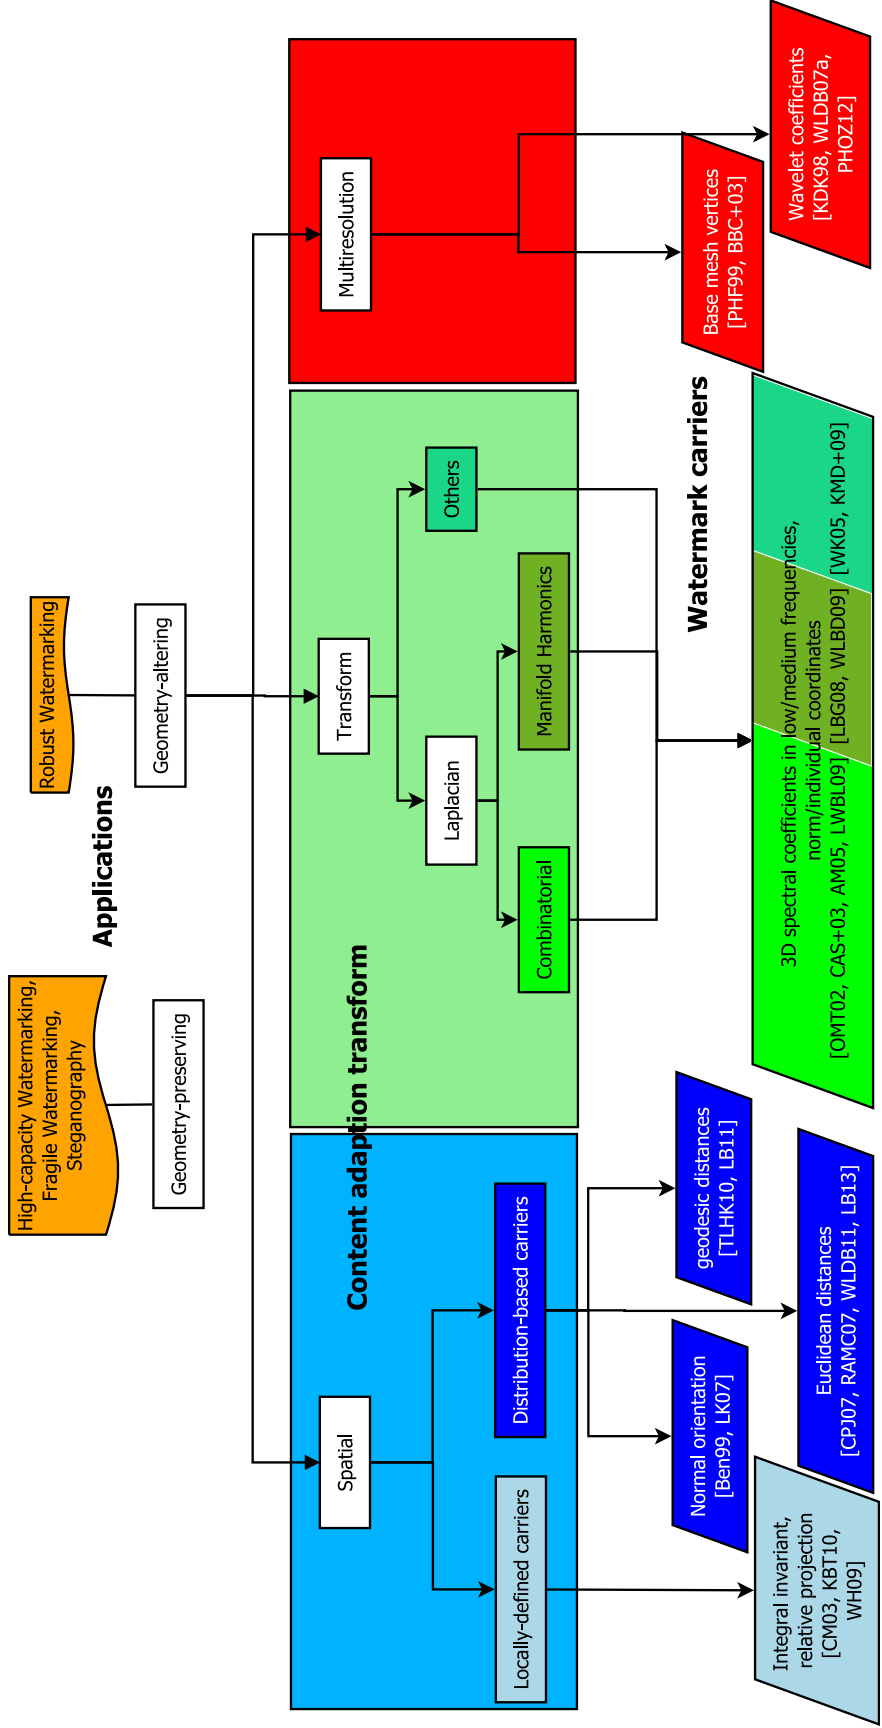 High-capacity Watermarking,
Fragile Watermarking,
Steganography
Robust Watermarking
Applications
Geometry-preserving
Geometry-altering
Content adaption transform
Spatial
Transform
Multiresolution
Laplacian
Others
Locally-defined carriers
Distribution-based carriers
Combinatorial
Manifold Harmonics
Watermark carriers
Normal orientation
[Ben99, LK07]
geodesic distances
[TLHK10, LB11]
Base mesh vertices
[PHF99, BBC+03]
Integral invariant,
relative projection
[CM03, KBT10,
WH09]
Euclidean distances
[CPJ07, RAMC07, WLDB11, LB13]
3D spectral coefficients in low/medium frequencies,
norm/individual coordinates
[OMT02, CAS+03, AM05, LWBL09] [LBG08, WLBD09] [WK05, KMD+09]
Wavelet coefficients
[KDK98, WLDB07a,
PHOZ12]